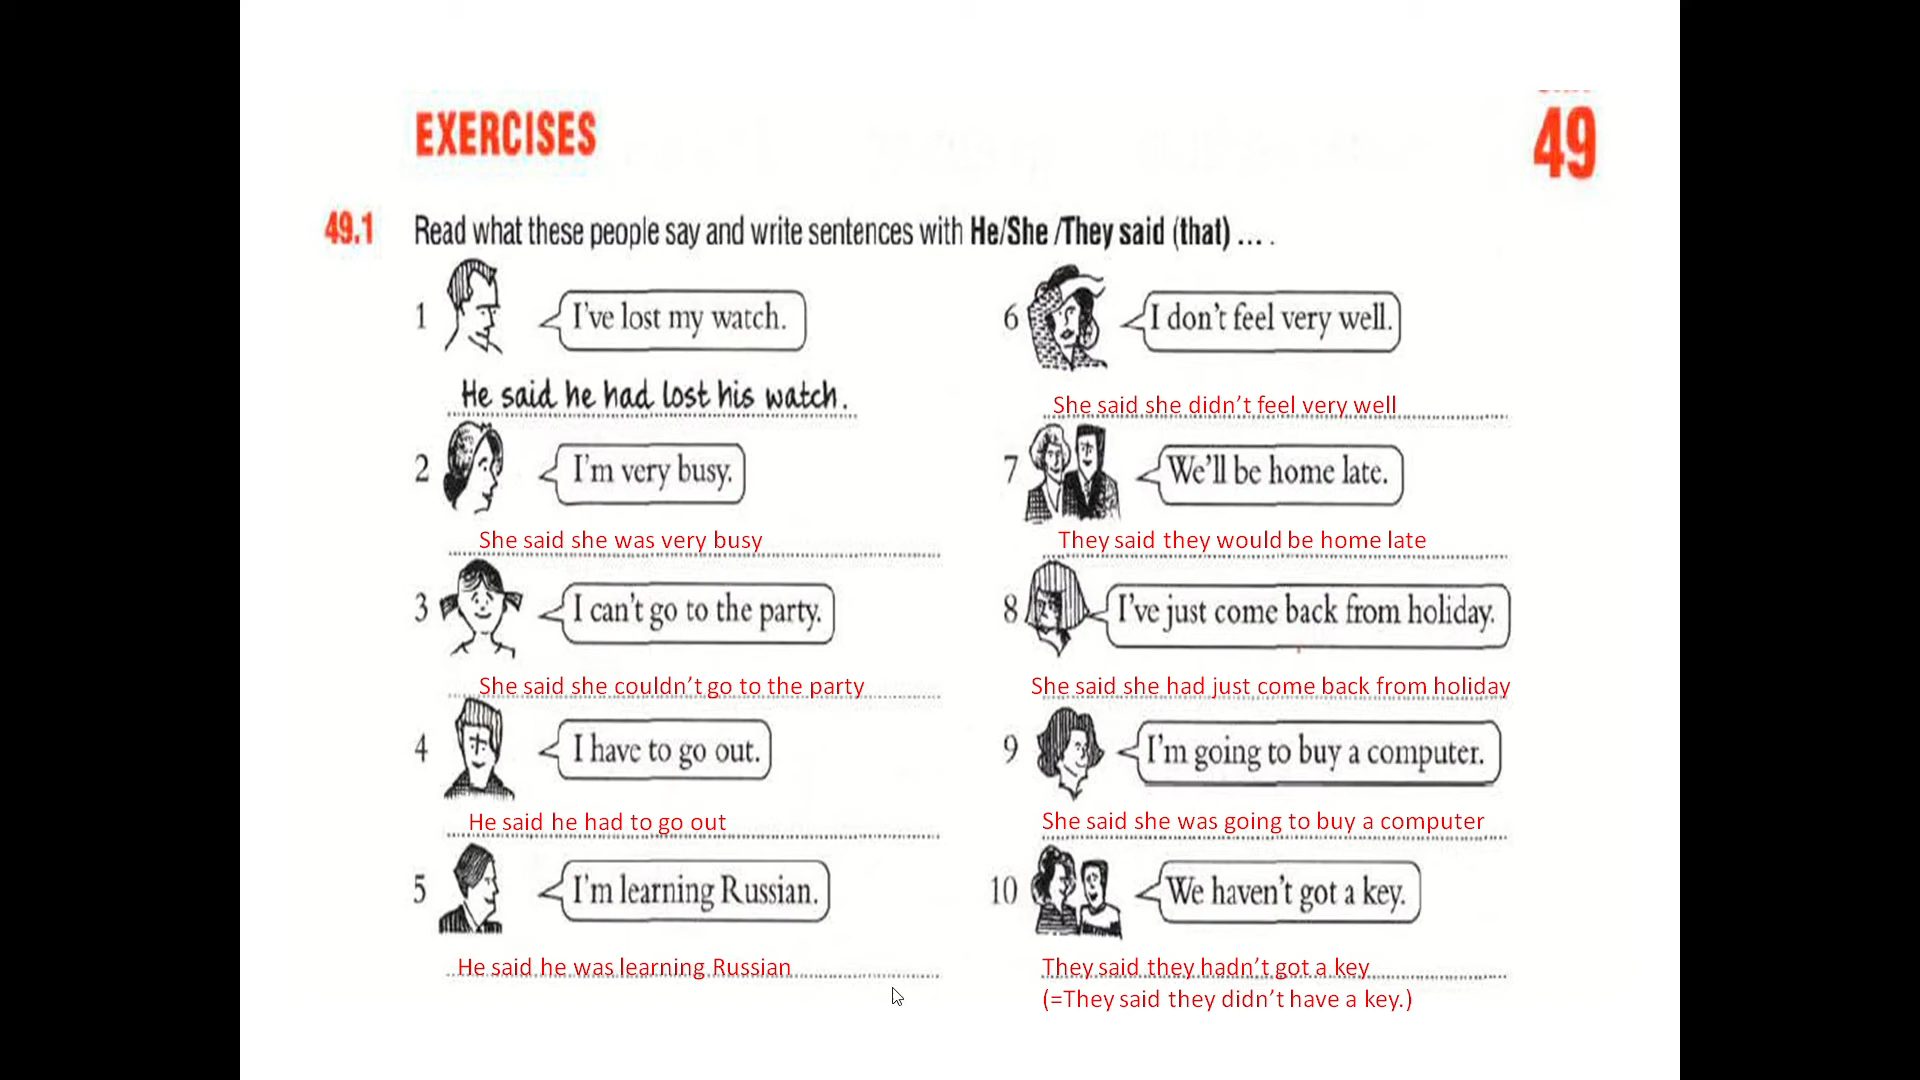 EXERCISES
49
49.1 Read what these people say and write sentences with He/She /They said (that) ... .
1 I've lost my watch.
He said he had lost his watch.
2 I'm very busy.
She said she was very busy
3 I can't go to the party.
She said she couldn't go to the party
4 I have to go out.
He said he had to go out
5 I'm learning Russian.
He said he was learning Russian
6 I don't feel very well.
She said she didn't feel very well
7 We'll be home late.
They said they would be home late
8 I've just come back from holiday.
She said she had just come back from holiday
9 I'm going to buy a computer.
She said she was going to buy a computer
10 We haven't got a key.
They said they hadn't got a key
(=They said they didn't have a key.)